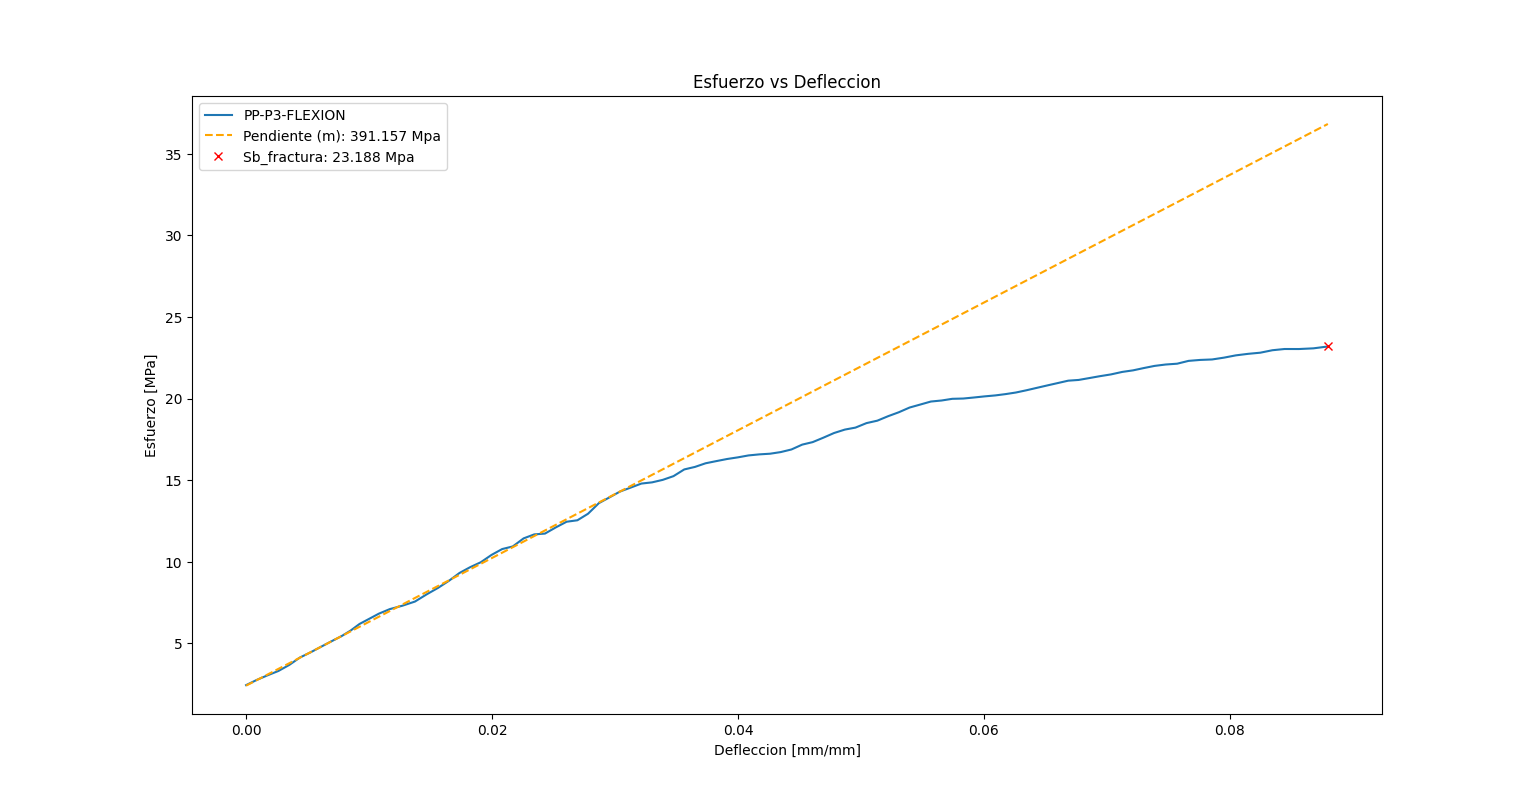 Esfuerzo vs Defleccion
PP-P3-FLEXION
Pendiente (m): 391.157 Mpa
Sb_fractura: 23.188 Mpa
35
30
25
20
15
10
5
Esfuerzo [MPa]
0.00
0.02
0.04
0.06
0.08
Defleccion [mm/mm]